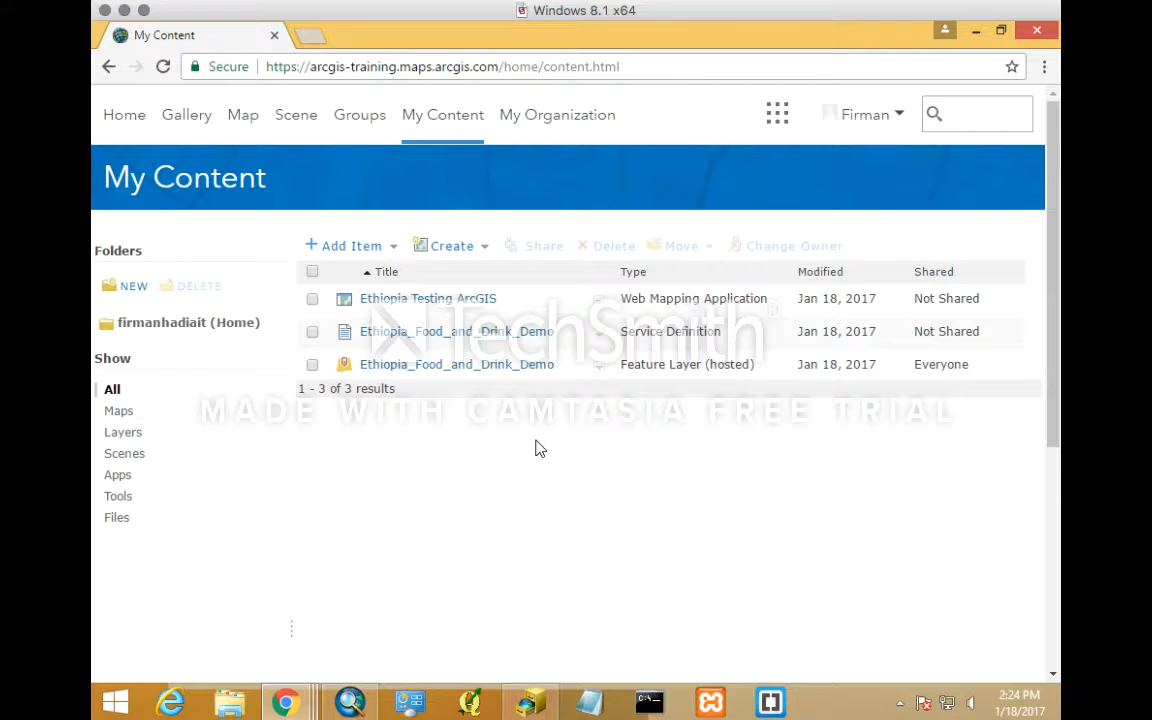 Windows 8.1 x64
My Content
Secure https://arcgis-training.maps.arcgis.com/home/content.html
Home Gallery Map Scene Groups My Content My Organization Firman
My Content
Folders
+ Add Item Create Share Delete Move Change Owner
Title Type Modified Shared
NEW DELETE
Ethiopia Testing ArcGIS Web Mapping Application Jan 18, 2017 Not Shared
firmanhadiait (Home)
Ethiopia_Food_and_Drink_Demo Service Definition Jan 18, 2017 Not Shared
TechSmith®
Show
Ethiopia_Food_and_Drink_Demo Feature Layer (hosted) Jan 18, 2017 Everyone
All
1 - 3 of 3 results
Maps
MADE WITH CAMTASIA FREE TRIAL
Layers
Scenes
Apps
Tools
Files
C:\
2:24 PM
1/18/2017